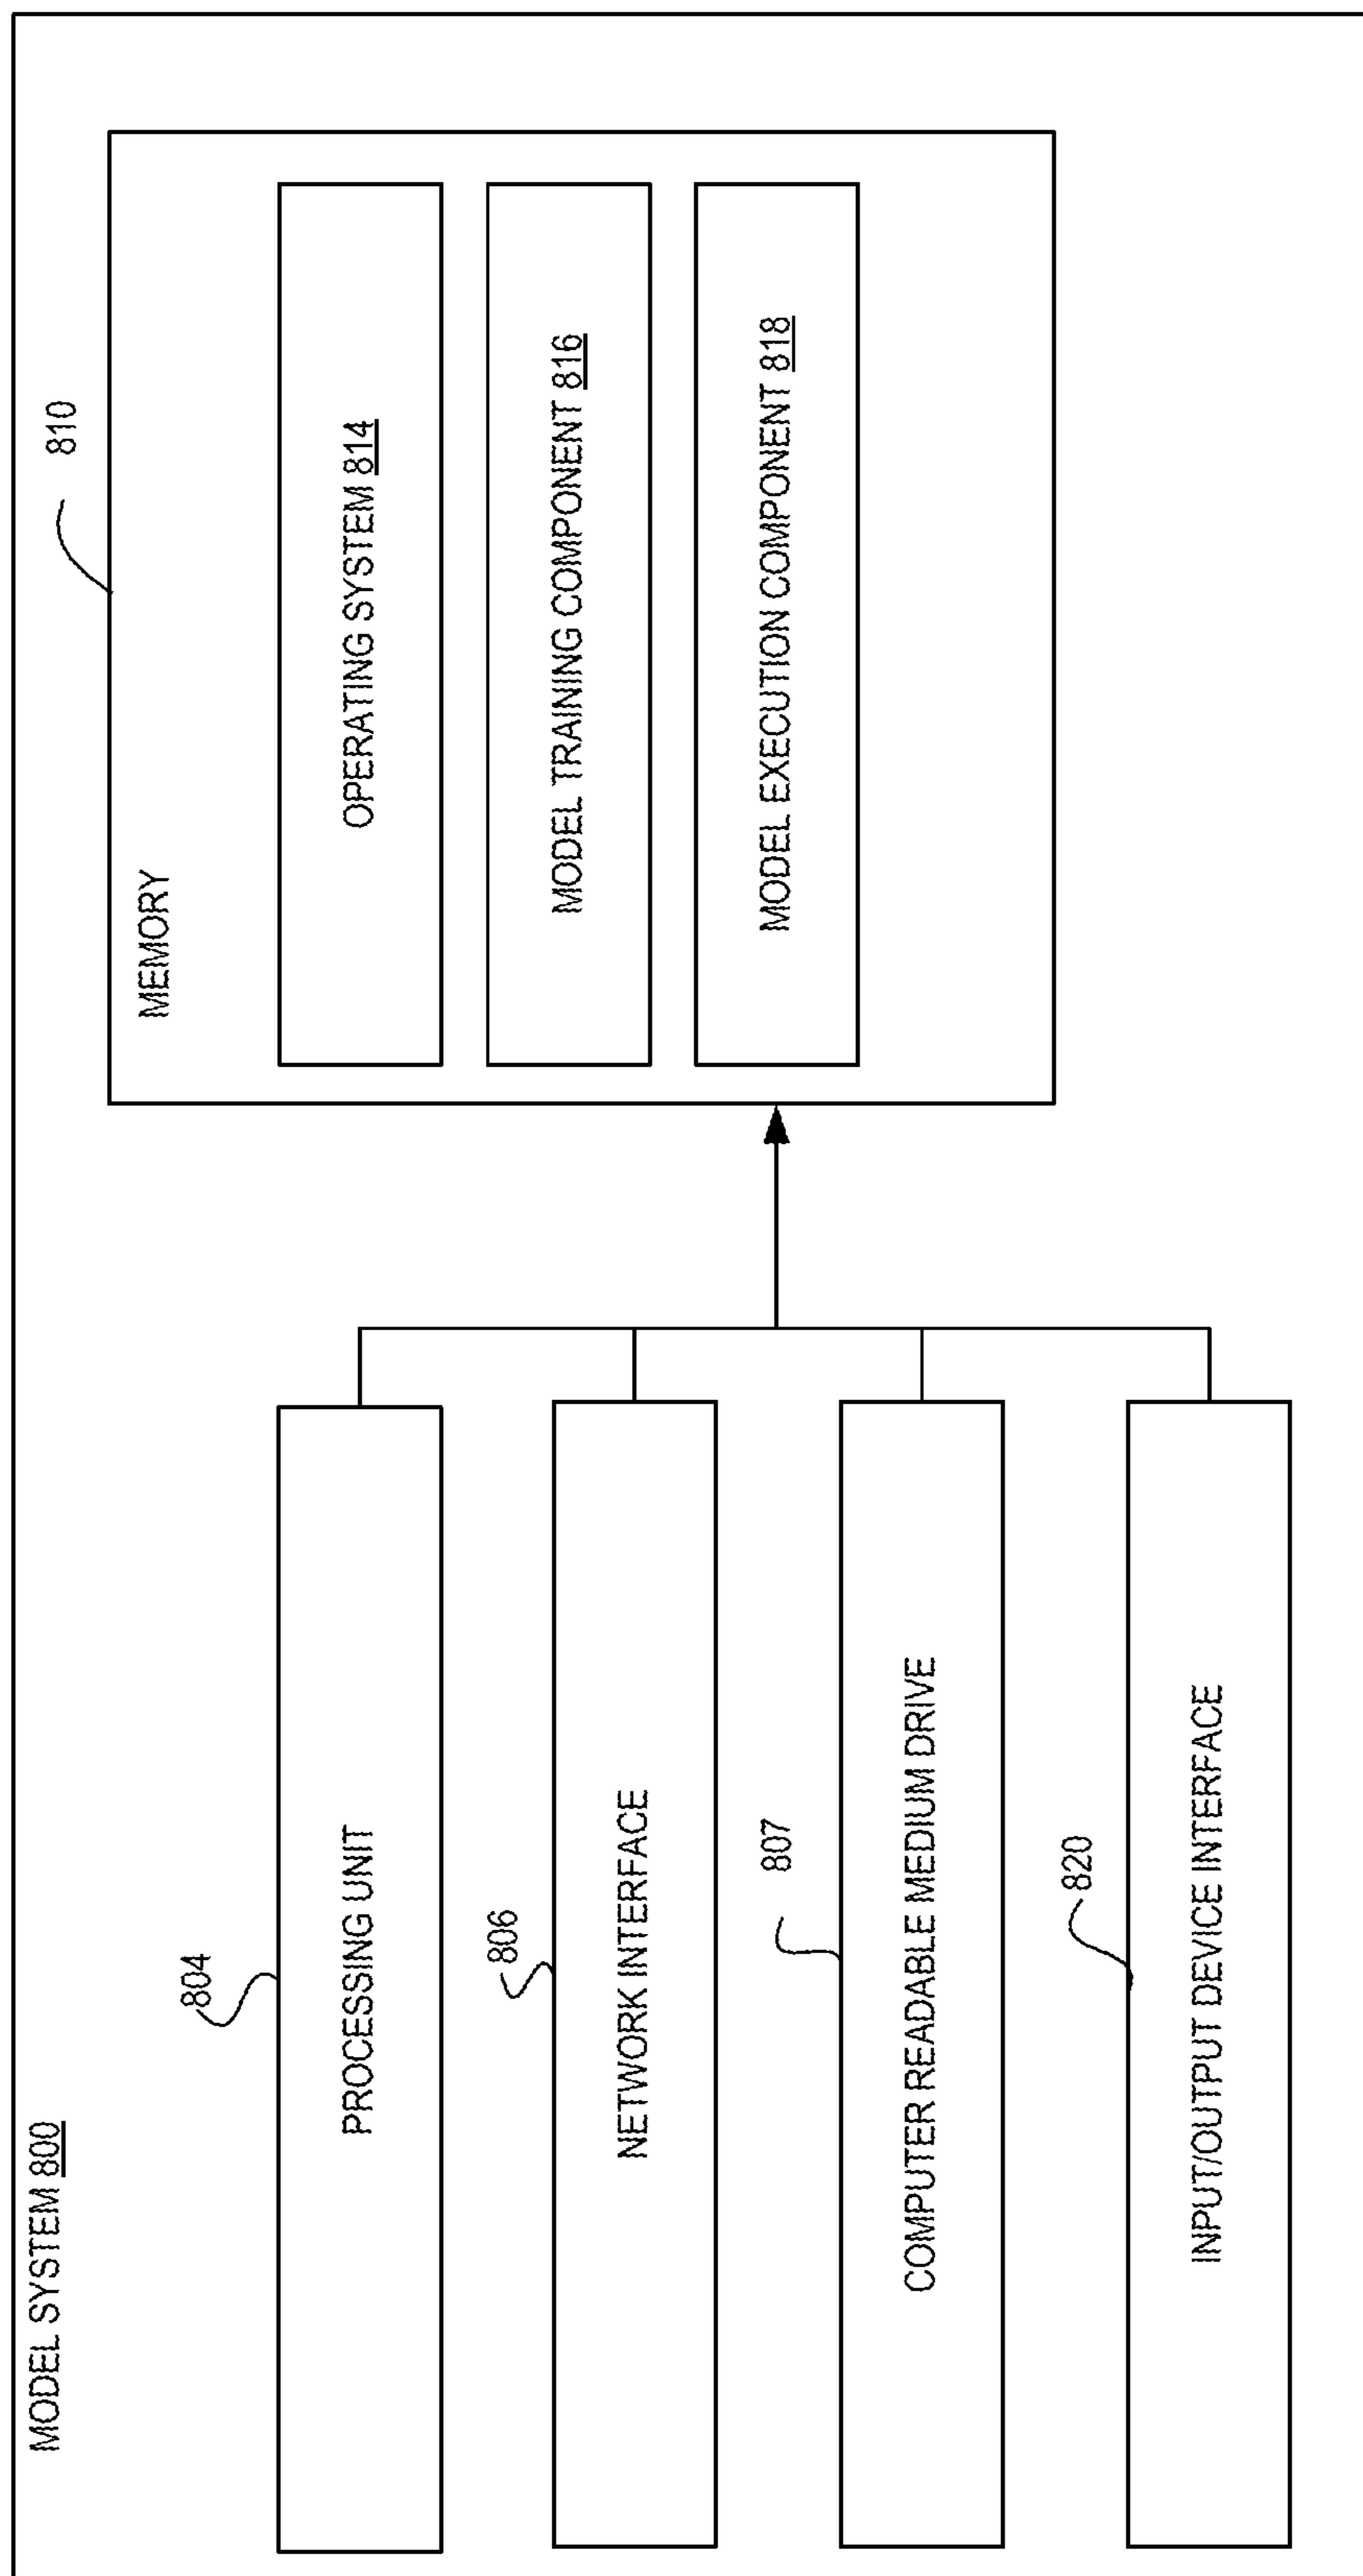 MODEL SYSTEM 800
804
PROCESSING UNIT
806
NETWORK INTERFACE
807
COMPUTER READABLE MEDIUM DRIVE
820
INPUT/OUTPUT DEVICE INTERFACE
810
MEMORY
OPERATING SYSTEM 814
MODEL TRAINING COMPONENT 816
MODEL EXECUTION COMPONENT 818